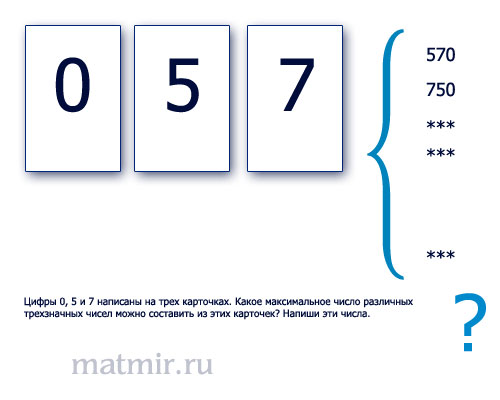 0 5 7
570
750
***
***
***
Цифры 0, 5 и 7 написаны на трех карточках. Какое максимальное число различных
трехзначных чисел можно составить из этих карточек? Напиши эти числа.
?
matmir.ru